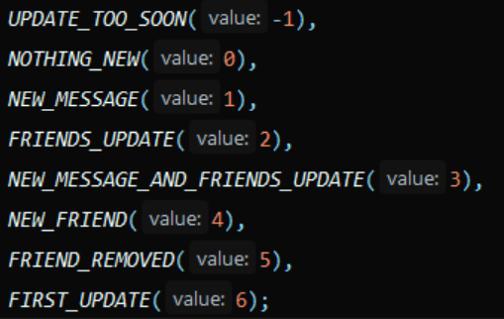 UPDATE_TOO_SOON( value: -1),
NOTHING_NEW( value: 0),
NEW_MESSAGE( value: 1),
FRIENDS_UPDATE( value: 2),
NEW_MESSAGE_AND_FRIENDS_UPDATE( value: 3),
NEW_FRIEND( value: 4),
FRIEND_REMOVED( value: 5),
FIRST_UPDATE( value: 6);